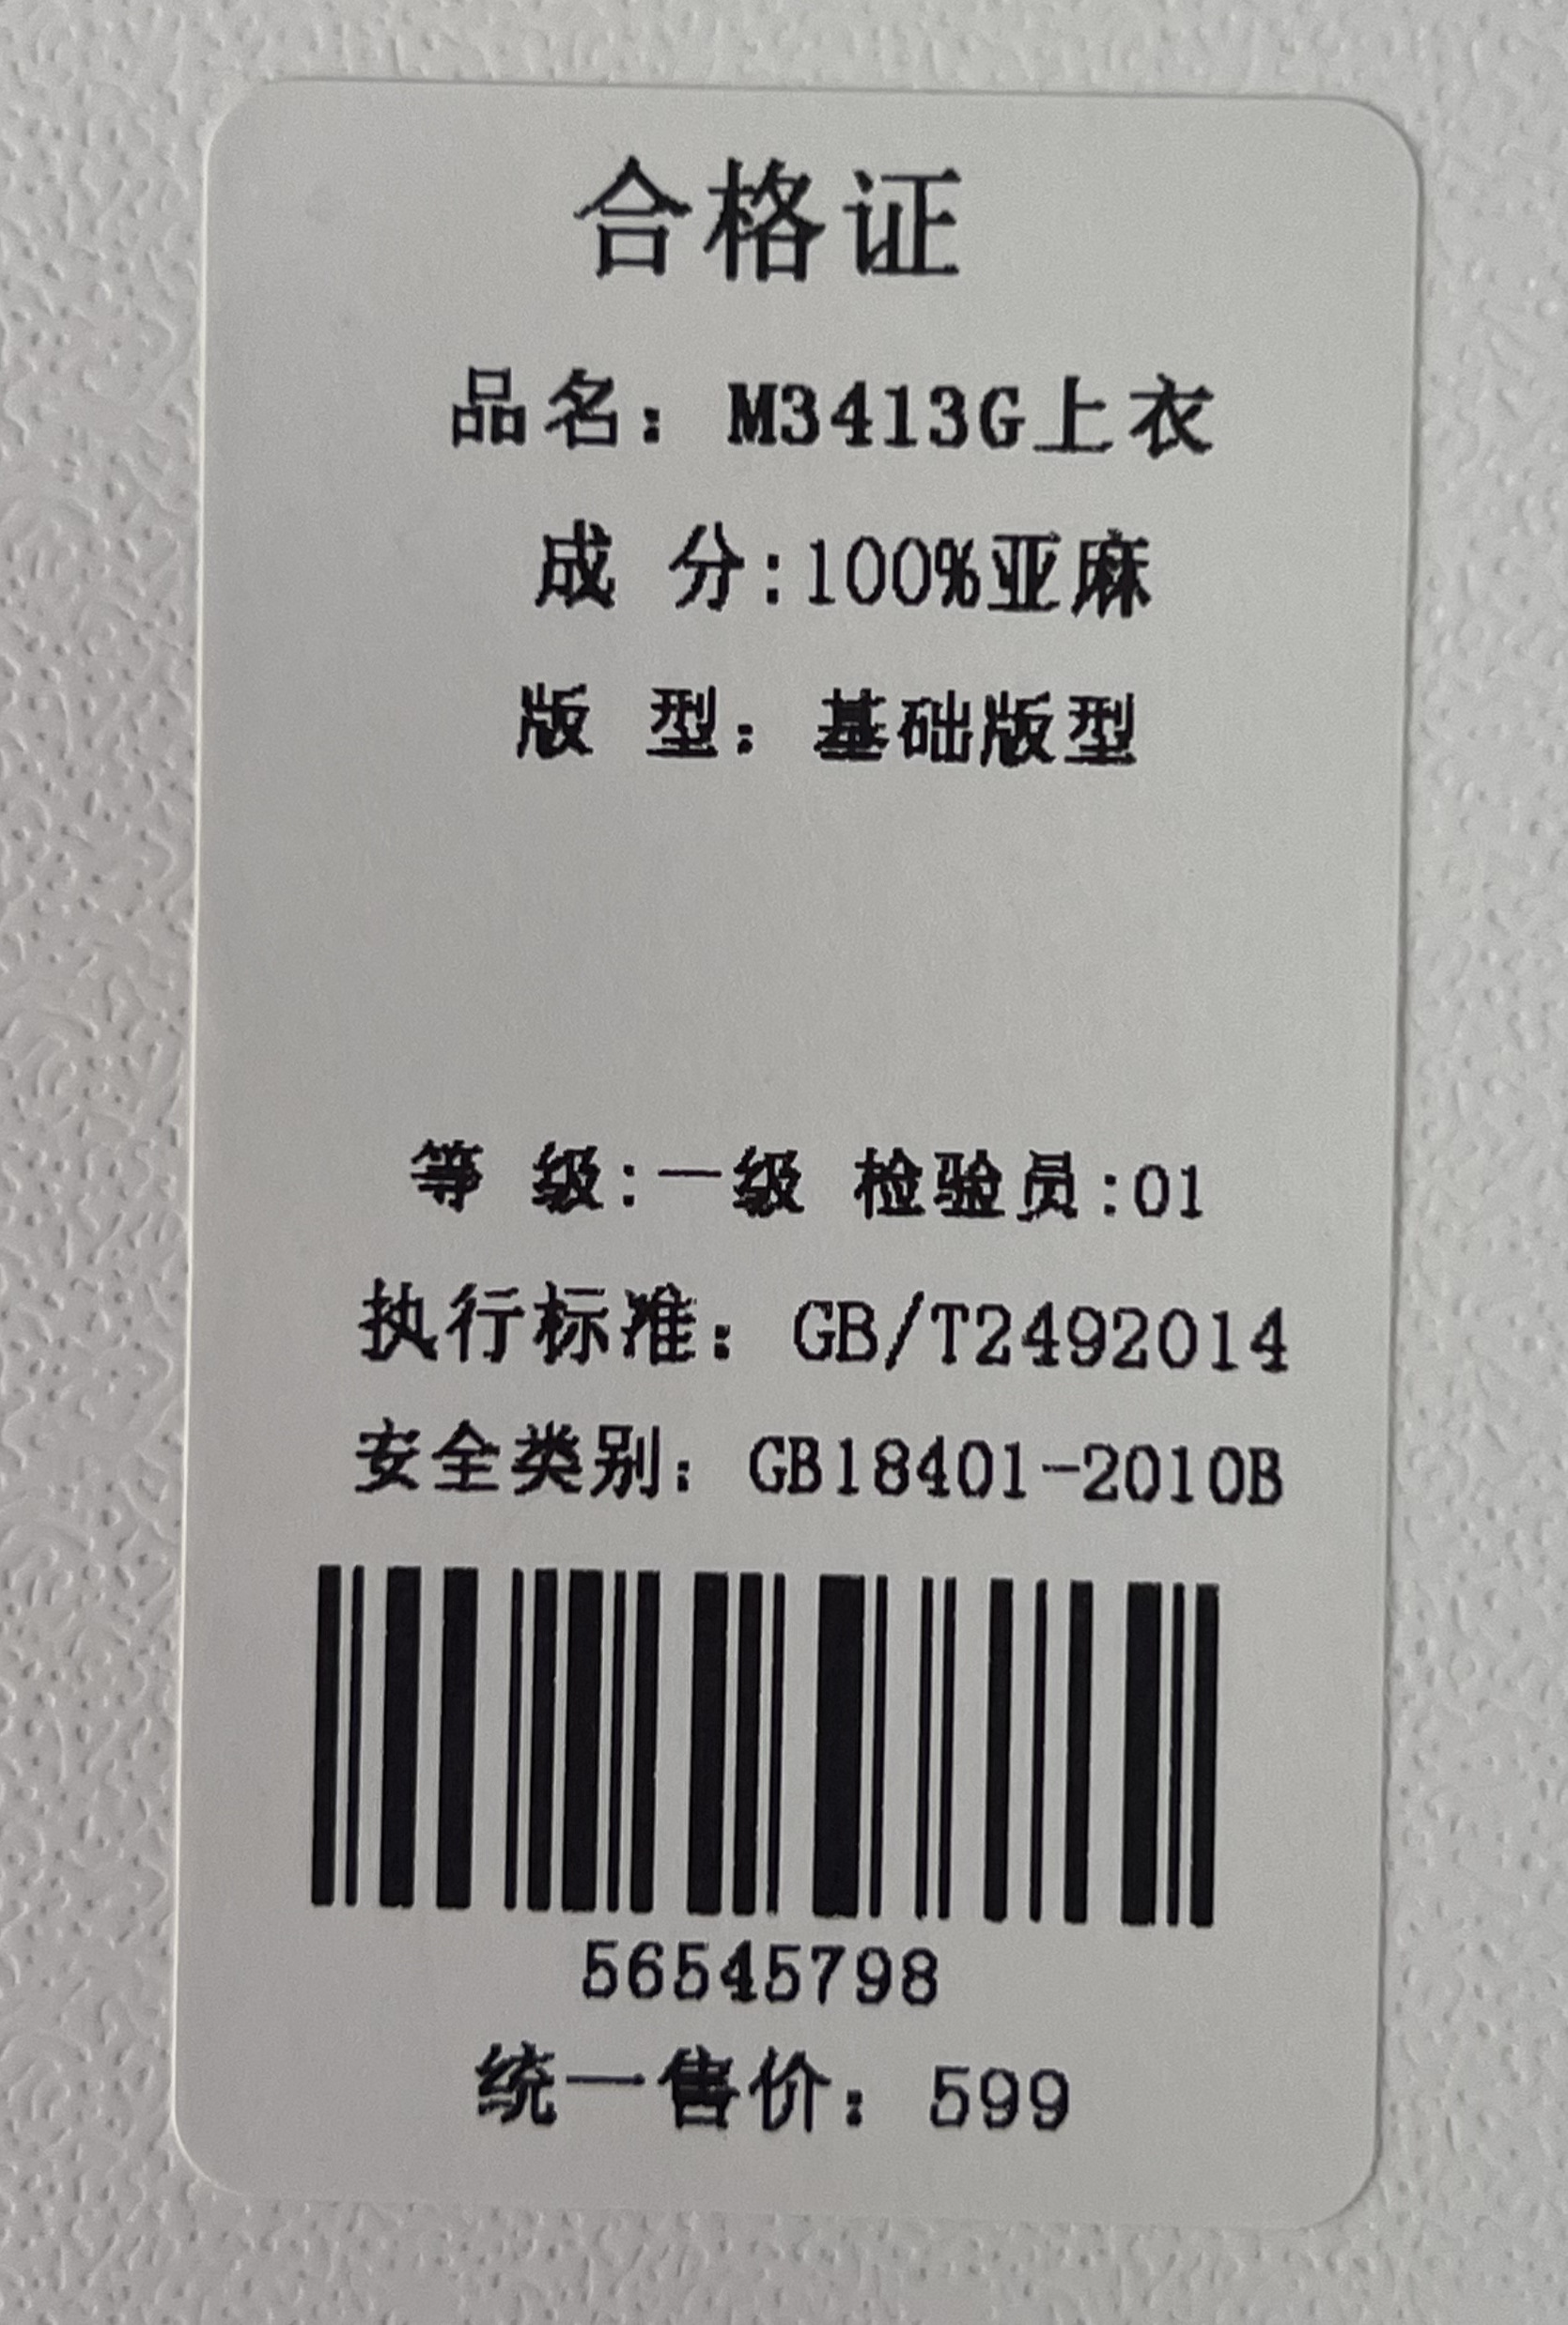 合格证
品名：M3413G上衣
成 分:100%亚麻
版 型：基础版型
等 级:一级 检验员:01
执行标准：GB/T2492014
安全类别：GB18401-2010B
56545798
统一售价：599